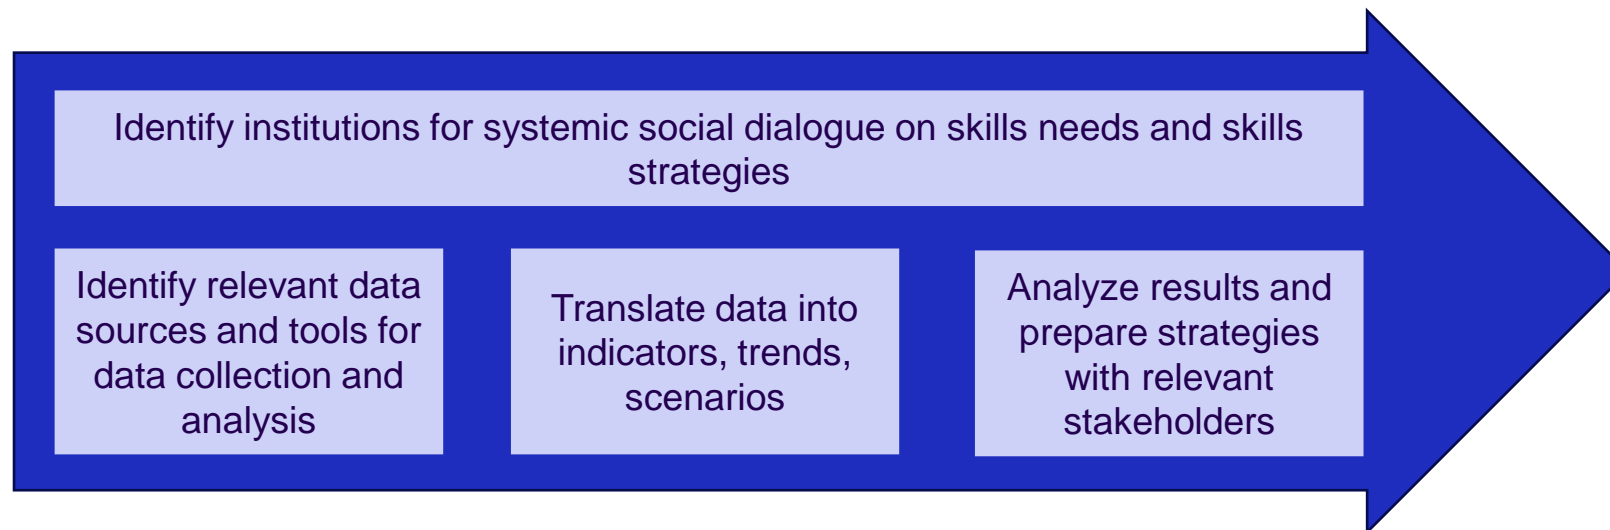 Identify institutions for systemic social dialogue on skills needs and skills
strategies
Identify relevant data
sources and tools for
data collection and
analysis
Translate data into
indicators, trends,
scenarios
Analyze results and
prepare strategies
with relevant
stakeholders